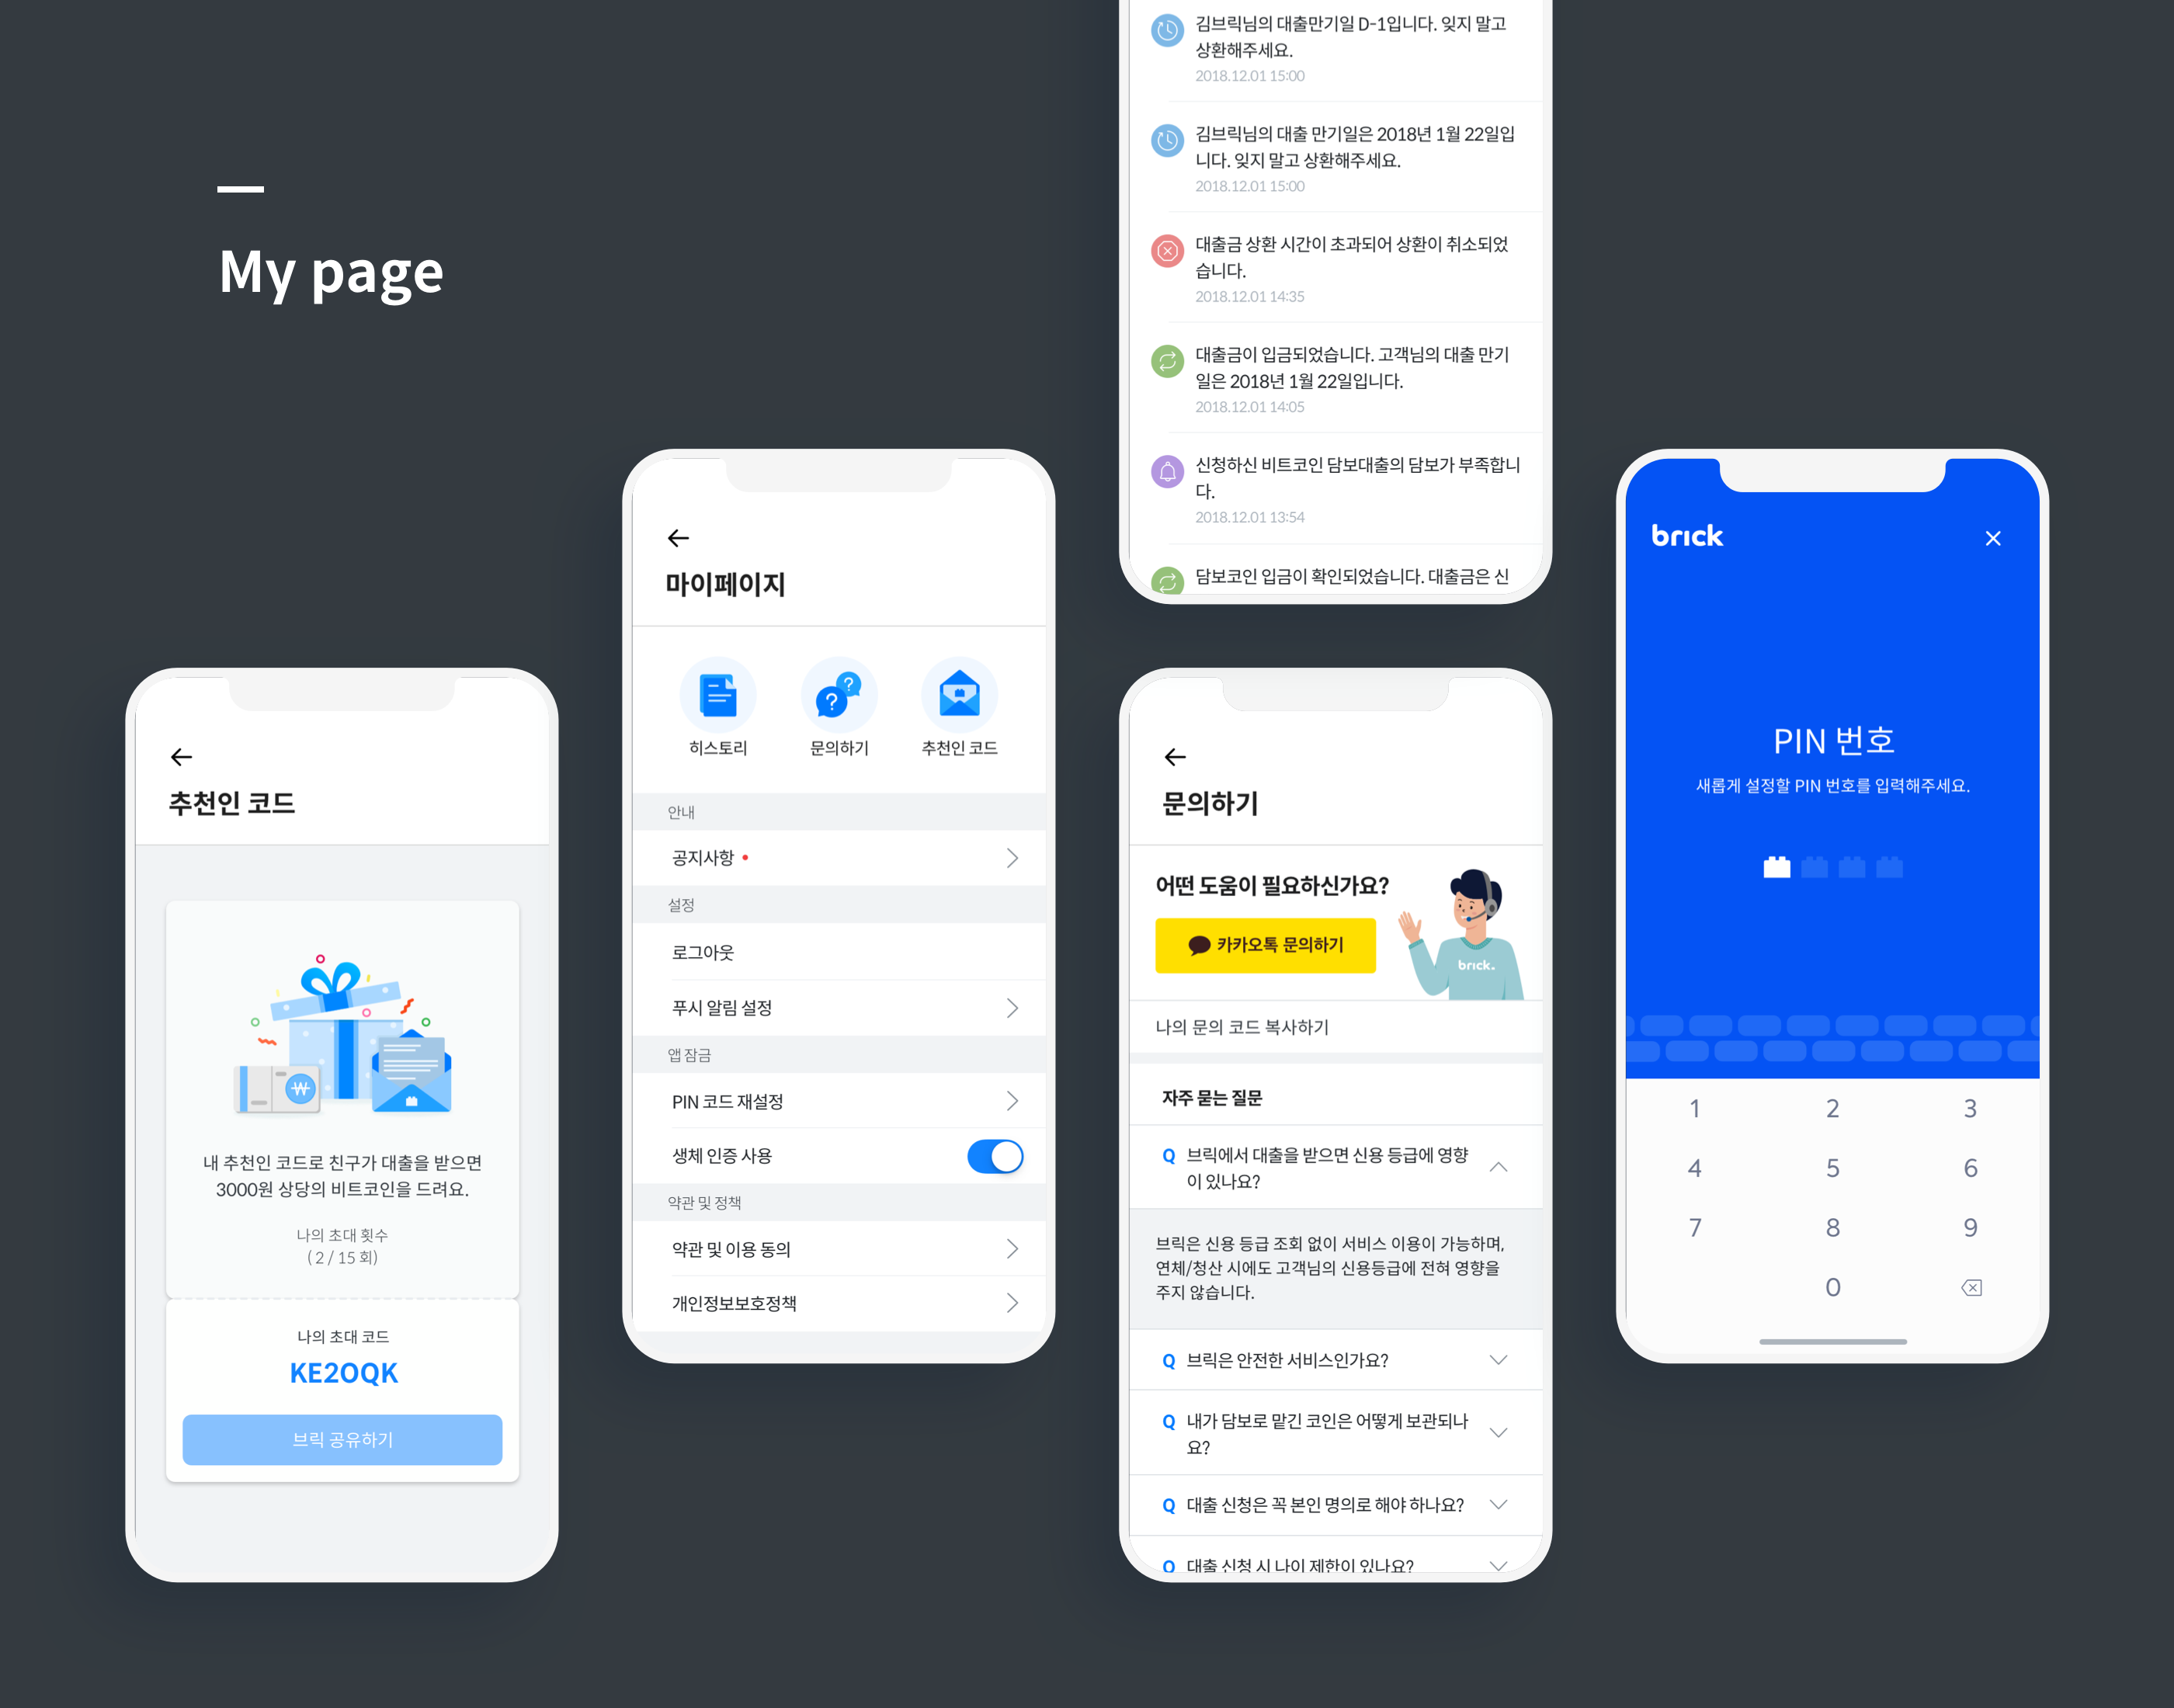 My page
추천인 코드
내 추천인 코드로 친구가 대출을 받으면
3000원 상당의 비트코인을 드려요.
나의 초대 횟수
( 2 / 15 회)
나의 초대 코드
KE2OQK
브릭 공유하기
마이페이지
히스토리
문의하기
추천인 코드
안내
공지사항
설정
로그아웃
푸시 알림 설정
앱 잠금
PIN 코드 재설정
생체 인증 사용
약관 및 정책
약관 및 이용 동의
개인정보보호정책
김브릭님의 대출만기일 D-1입니다. 잊지 말고
상환해주세요.
2018.12.01 15:00
김브릭님의 대출 만기일은 2018년 1월 22일입
니다. 잊지 말고 상환해주세요.
2018.12.01 15:00
대출금 상환 시간이 초과되어 상환이 취소되었
습니다.
2018.12.01 14:35
대출금이 입금되었습니다. 고객님의 대출 만기
일은 2018년 1월 22일입니다.
2018.12.01 14:05
신청하신 비트코인 담보대출의 담보가 부족합니
다.
2018.12.01 13:54
담보코인 입금이 확인되었습니다. 대출금은 신
문의하기
어떤 도움이 필요하신가요?
카카오톡 문의하기
brick.
나의 문의 코드 복사하기
자주 묻는 질문
Q 브릭에서 대출을 받으면 신용 등급에 영향
이 있나요?
브릭은 신용 등급 조회 없이 서비스 이용이 가능하며,
연체/청산 시에도 고객님의 신용등급에 전혀 영향을
주지 않습니다.
Q 브릭은 안전한 서비스인가요?
Q 내가 담보로 맡긴 코인은 어떻게 보관되나
요?
Q 대출 신청은 꼭 본인 명의로 해야 하나요?
Q 대출 신청 시 나이 제한이 있나요?
brick
PIN 번호
새롭게 설정할 PIN 번호를 입력해주세요.
1 2 3
4 5 6
7 8 9
0